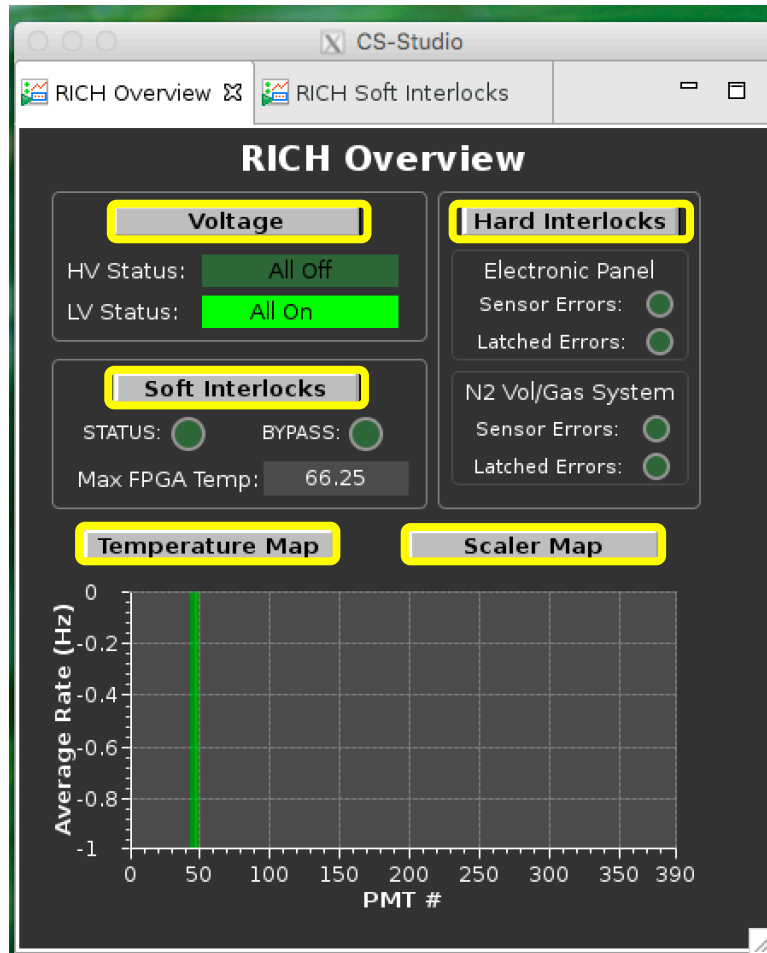 CS-Studio
RICH Overview
RICH Soft Interlocks
RICH Overview
Voltage
HV Status: All Off
LV Status: All On
Soft Interlocks
STATUS: BYPASS:
Max FPGA Temp: 66.25
Hard Interlocks
Electronic Panel
Sensor Errors:
Latched Errors:
N2 Vol/Gas System
Sensor Errors:
Latched Errors:
Temperature Map
Scaler Map
Average Rate (Hz)
0
-0.2
-0.4
-0.6
-0.8
-1
0 50 100 150 200 250 300 350 390
PMT #